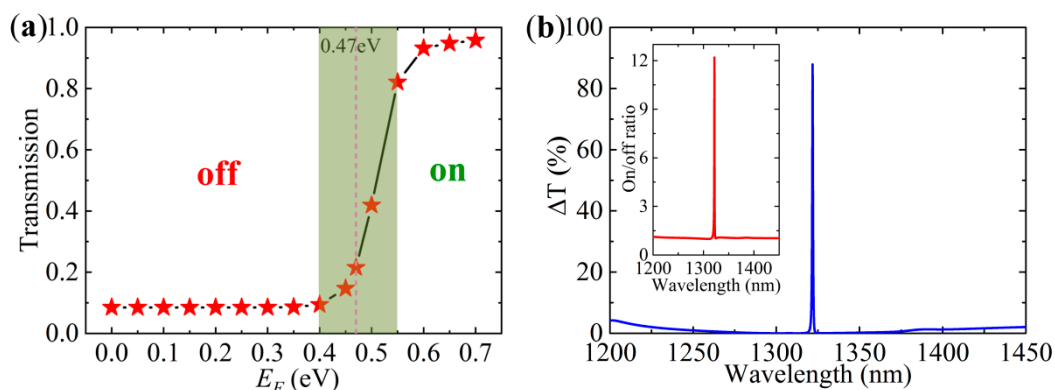 (a)
1.0
0.8
0.6
0.4
0.2
0.0
Transmission
0.47eV
off
on
0.0 0.1 0.2 0.3 0.4 0.5 0.6 0.7
E_F (eV)
(b)
100
80
60
40
20
0
ΔT (%)
12
9
6
3
0
On/off ratio
1200 1300 1400
Wavelength (nm)
1200 1250 1300 1350 1400 1450
Wavelength (nm)